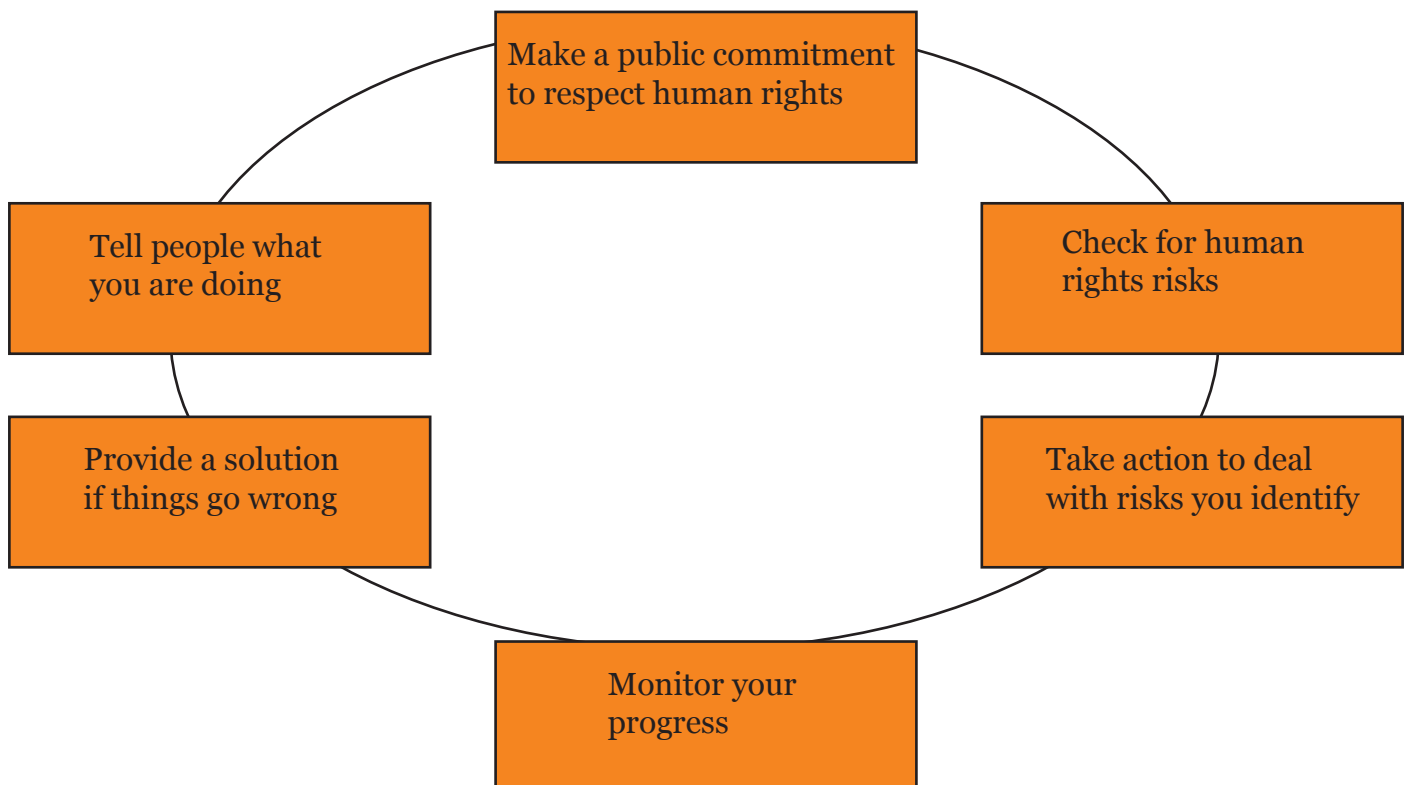 Make a public commitment
to respect human rights
Check for human
rights risks
Take action to deal
with risks you identify
Monitor your
progress
Provide a solution
if things go wrong
Tell people what
you are doing